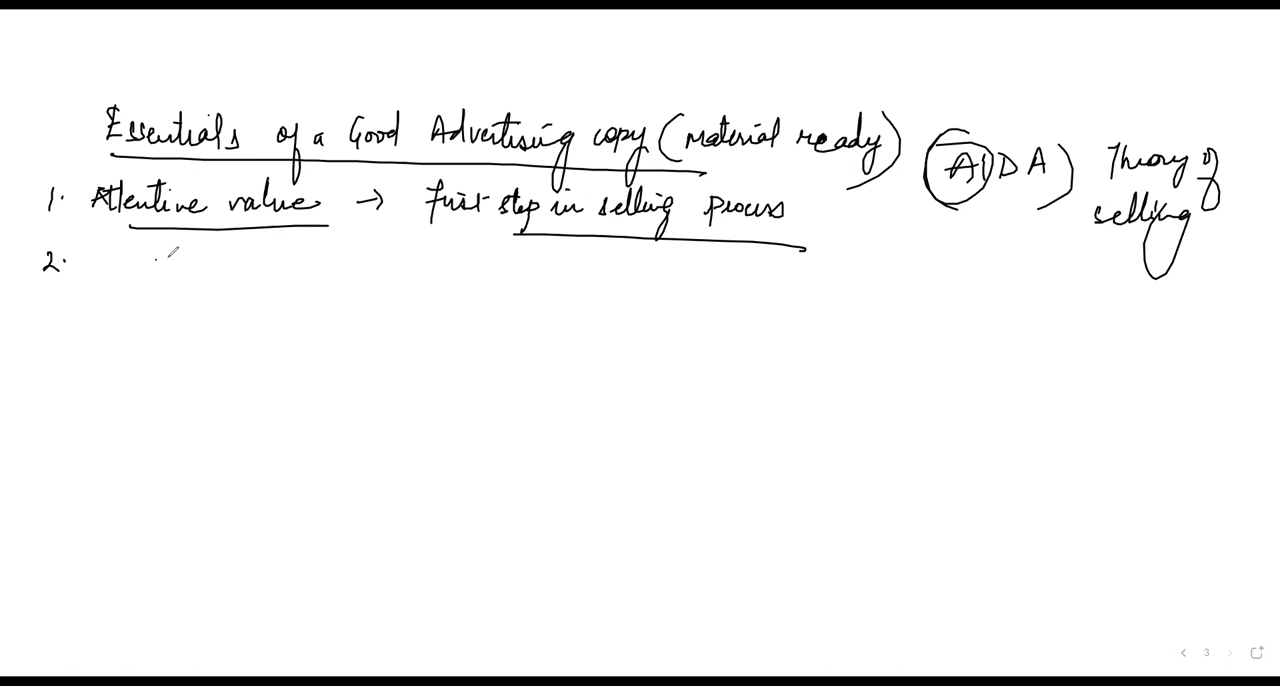 Essentials of a Good Advertising copy (material ready)
AIDA) Theory of selling
1. Attentive value → First step in selling process
2.
3